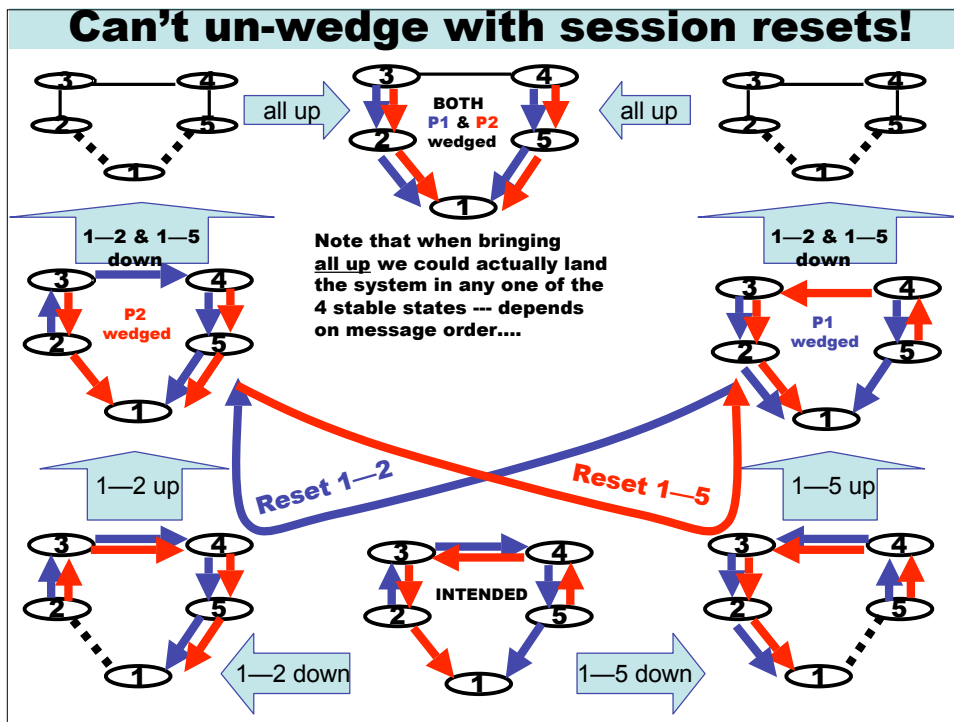 Can't un-wedge with session resets!
3 4
2 5
1
all up
3 4
BOTH
P1 & P2
wedged
2 5
1
all up
3 4
2 5
1
1—2 & 1—5
down
3 4
P2
wedged
2 5
1
Note that when bringing
all up we could actually land
the system in any one of the
4 stable states --- depends
on message order....
1—2 & 1—5
down
3 4
P1
wedged
2 5
1
1—2 up
Reset 1—2
Reset 1—5
1—5 up
3 4
2 5
1
1—2 down
3 4
INTENDED
2 5
1
1—5 down
3 4
2 5
1